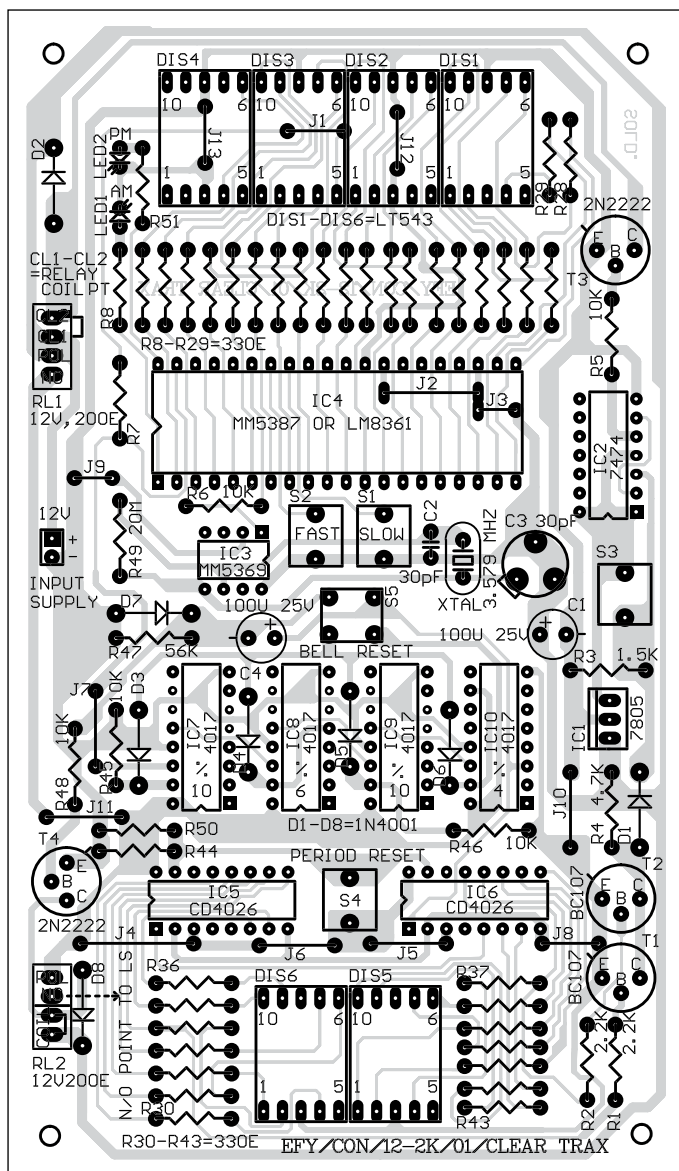 DIS4 DIS3 DIS2 DIS1
10 6 10 6 10 6 10 6
J13 J1 J12
1 5 1 5 1 5 1 5
SOLD.
D2
LED2 PM
LED1 AM
R51
DIS1-DIS6=LT543
R29
R28
2N2222
E B C
T3
CL1-CL2
=RELAY
COIL PT
R8
R8-R29=330E
10K
R5
RL1
12V,200E
R7
IC4
MM5387 OR LM8361
J2
J3
IC2
7474
J9
R6 10K
S2
FAST
S1
SLOW
C2
30pF
XTAL
3.579 MHZ
C3 30pF
12V
+
-
INPUT
SUPPLY
R49 20M
IC3
MM5369
S3
D7
R47 56K
100U 25V
+
-
C4
S5
BELL RESET
100U 25V
C1
+
-
R3 1.5K
J7
10K
R48
10K
R45
D3
IC7
4017
÷10
D4
IC8
4017
÷6
D5
IC9
4017
÷10
D6
IC10
4017
÷4
IC1
7805
J10
R4 4.7K
D1
J11
D1-D8=1N4001
R50
R44
R46 10K
T4
E
B
C
2N2222
PERIOD RESET
IC5
CD4026
S4
IC6
CD4026
T2
BC107
E B C
J4 J6 J5 J8
T1
BC107
E B C
D8
RL2
12V200E
N/O POINT TO LS
R36
R30
R30-R43=330E
DIS6 DIS5
10 6 10 6
1 5 1 5
R37
R43
2.2K
R2
2.2K
R1
EFY/CON/12-2K/01/CLEAR TRAX